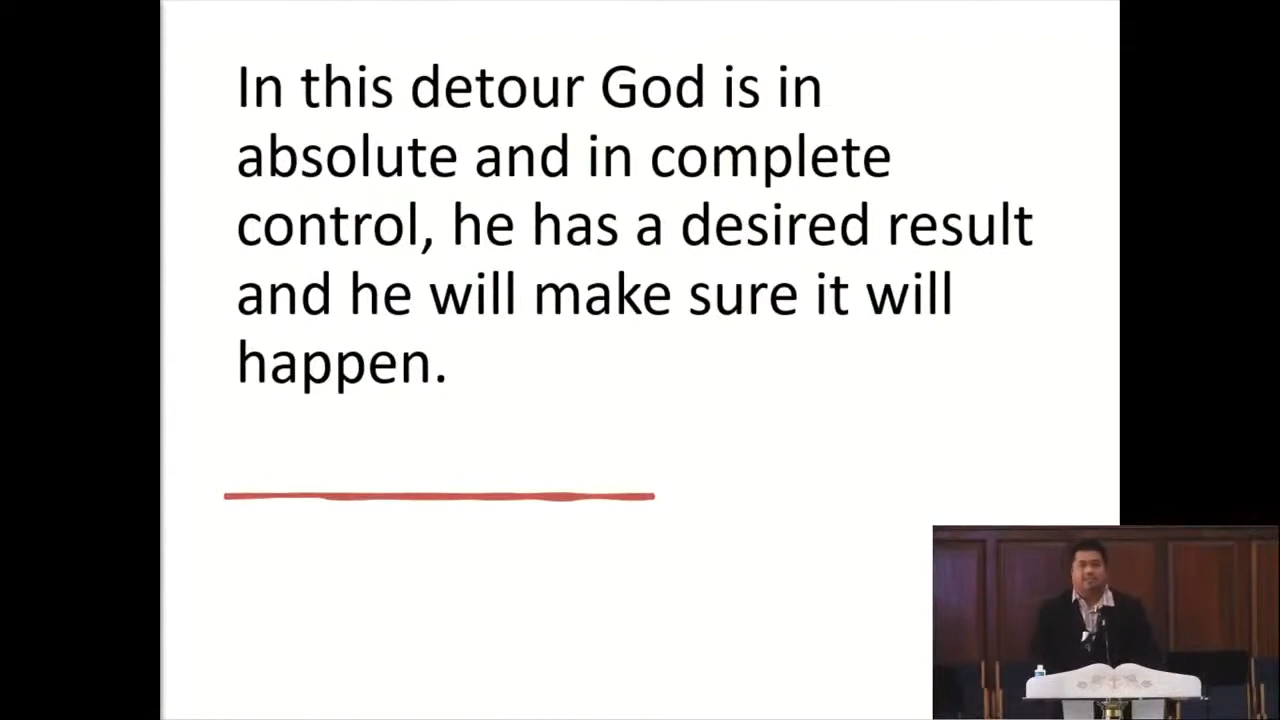 In this detour God is in
absolute and in complete
control, he has a desired result
and he will make sure it will
happen.